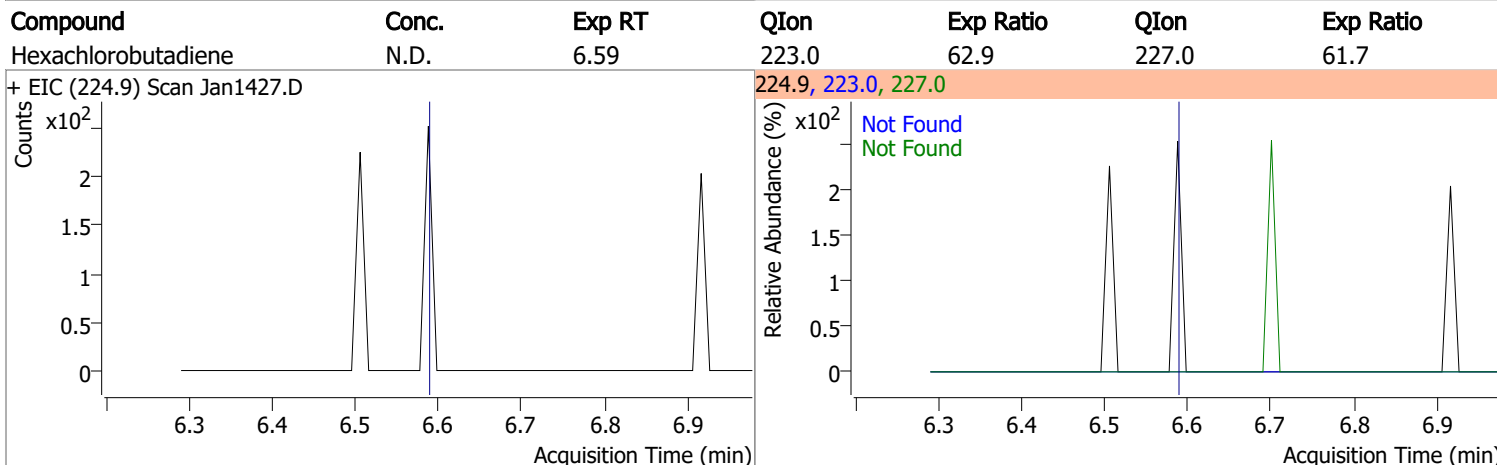 Compound Conc. Exp RT QIon Exp Ratio QIon Exp Ratio
Hexachlorobutadiene N.D. 6.59 223.0 62.9 227.0 61.7
+ EIC (224.9) Scan Jan1427.D
Counts
x10²
2
1.5
1
0.5
0
6.3 6.4 6.5 6.6 6.7 6.8 6.9
Acquisition Time (min)
224.9, 223.0, 227.0
Relative Abundance (%)
x10²
Not Found
Not Found
2
1.5
1
0.5
0
6.3 6.4 6.5 6.6 6.7 6.8 6.9
Acquisition Time (min)